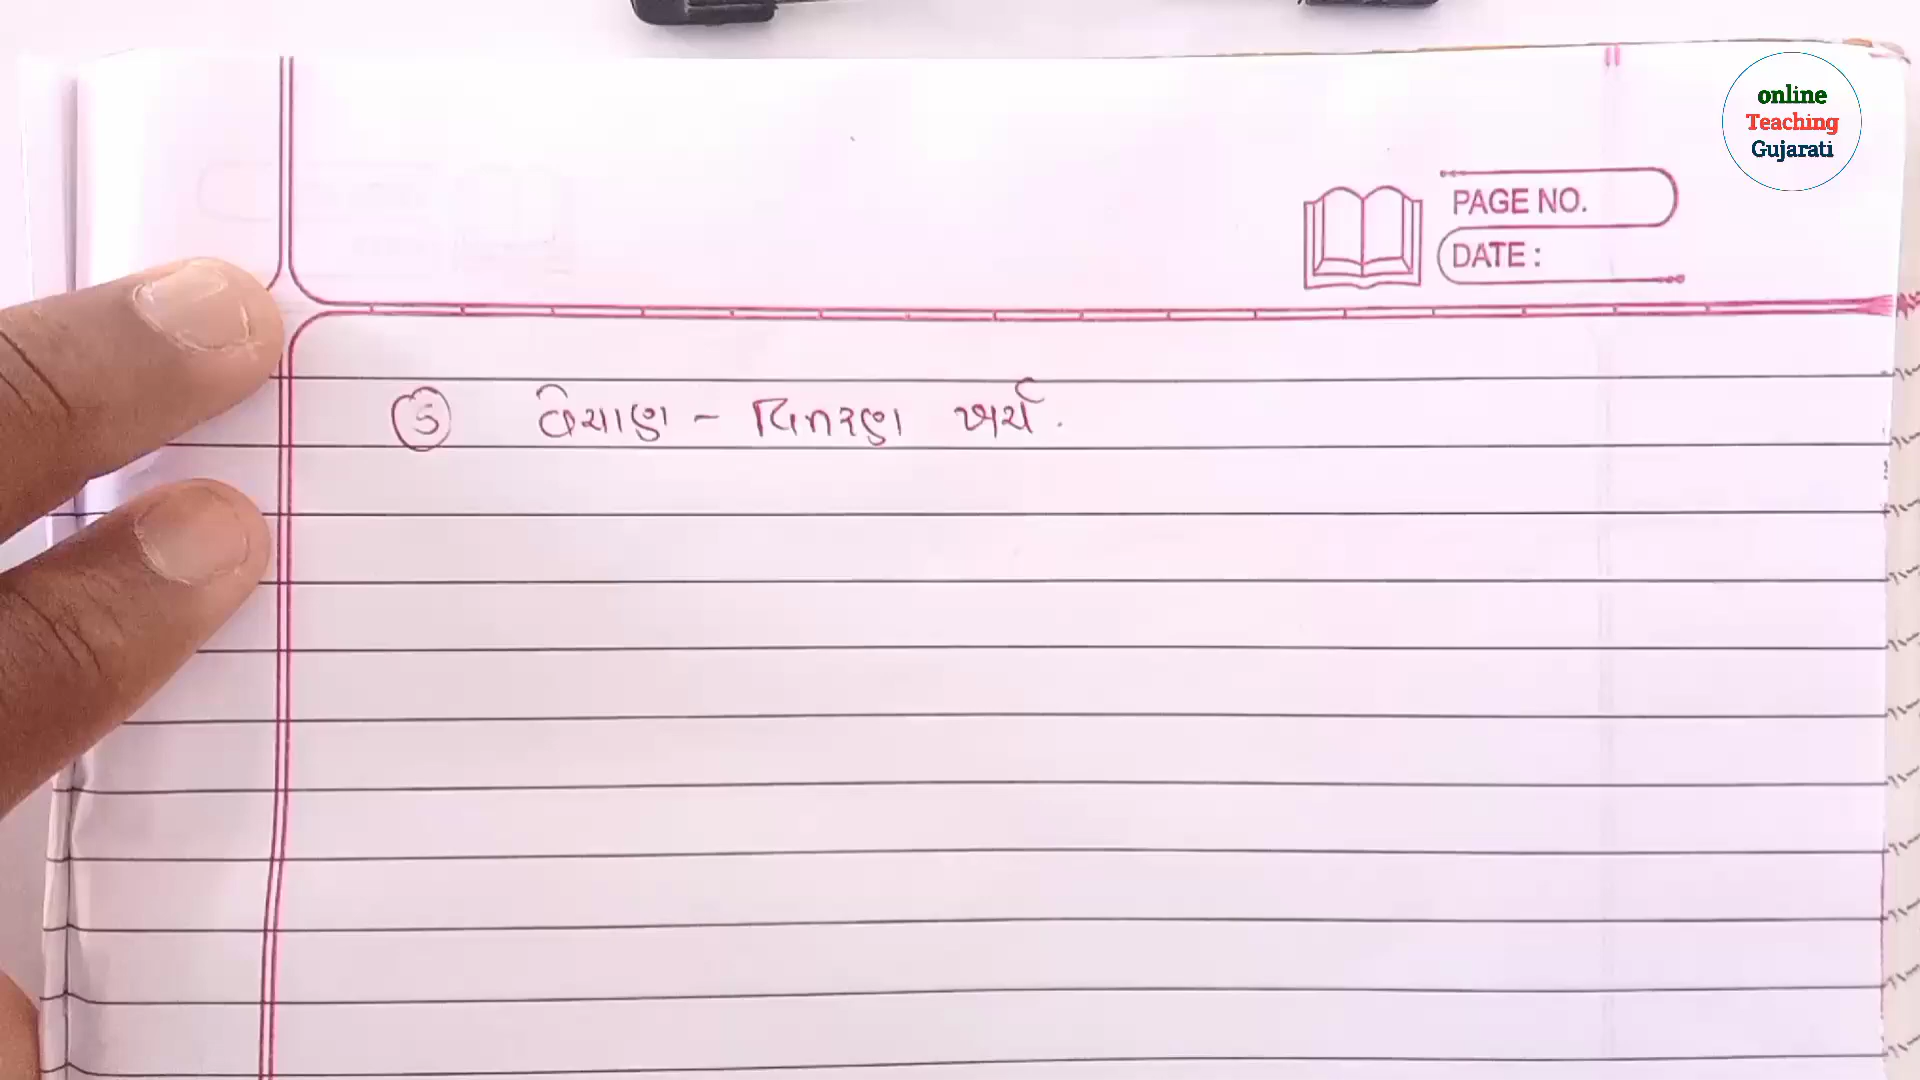 online
Teaching
Gujarati
PAGE NO.
DATE :
5 વેચાણ - વિતરણ ખર્ચ.